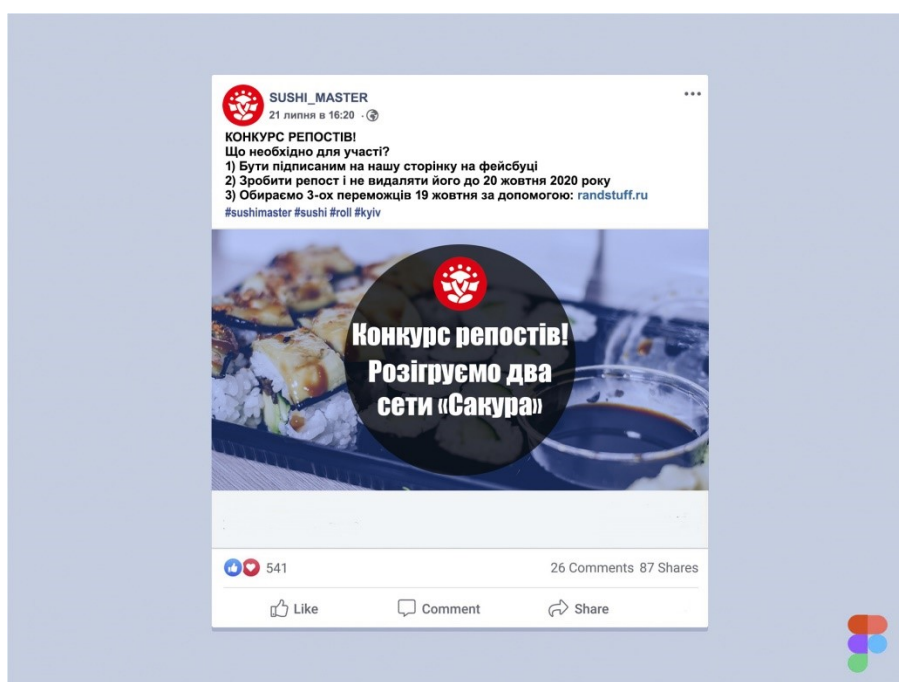 SUSHI_MASTER
21 липня в 16:20 ·
КОНКУРС РЕПОСТІВ!
Що необхідно для участі?
1) Бути підписаним на нашу сторінку на фейсбуці
2) Зробити репост і не видаляти його до 20 жовтня 2020 року
3) Обираємо 3-ох переможців 19 жовтня за допомогою: randstuff.ru
#sushimaster #sushi #roll #kyiv
Конкурс репостів!
Розігруємо два
сети «Сакура»
541
26 Comments 87 Shares
Like Comment Share